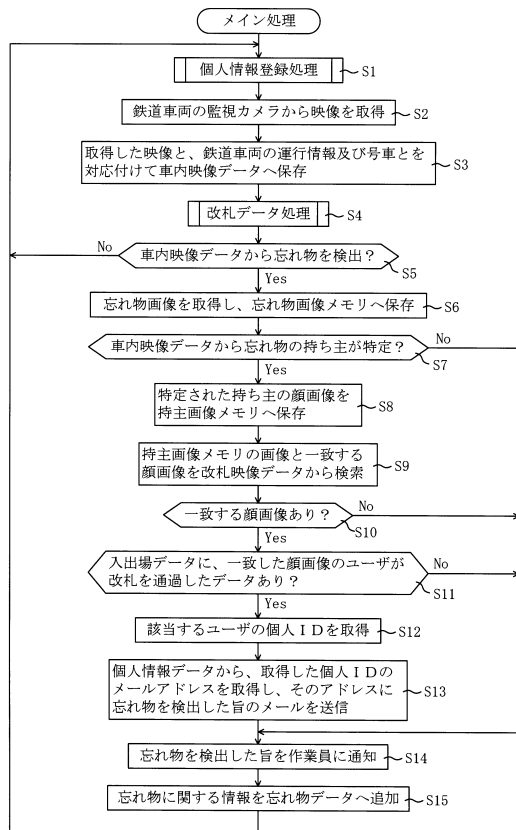 メイン処理
個人情報登録処理
S1
鉄道車両の監視カメラから映像を取得
S2
取得した映像と、鉄道車両の運行情報及び号車とを
対応付けて車内映像データへ保存
S3
改札データ処理
S4
No
車内映像データから忘れ物を検出?
S5
Yes
忘れ物画像を取得し、忘れ物画像メモリへ保存
S6
車内映像データから忘れ物の持ち主が特定?
No
S7
Yes
特定された持ち主の顔画像を
持主画像メモリへ保存
S8
持主画像メモリの画像と一致する
顔画像を改札映像データから検索
S9
一致する顔画像あり?
No
S10
Yes
入出場データに、一致した顔画像のユーザが
改札を通過したデータあり?
No
S11
Yes
該当するユーザの個人IDを取得
S12
個人情報データから、取得した個人IDの
メールアドレスを取得し、そのアドレスに
忘れ物を検出した旨のメールを送信
S13
忘れ物を検出した旨を作業員に通知
S14
忘れ物に関する情報を忘れ物データへ追加
S15